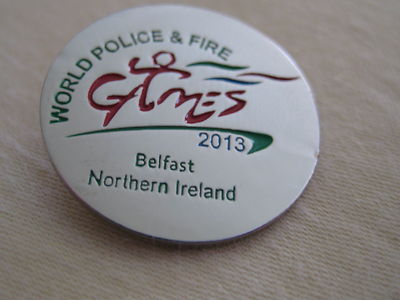 WORLD POLICE & FIRE
GAMES
2013
Belfast
Northern Ireland